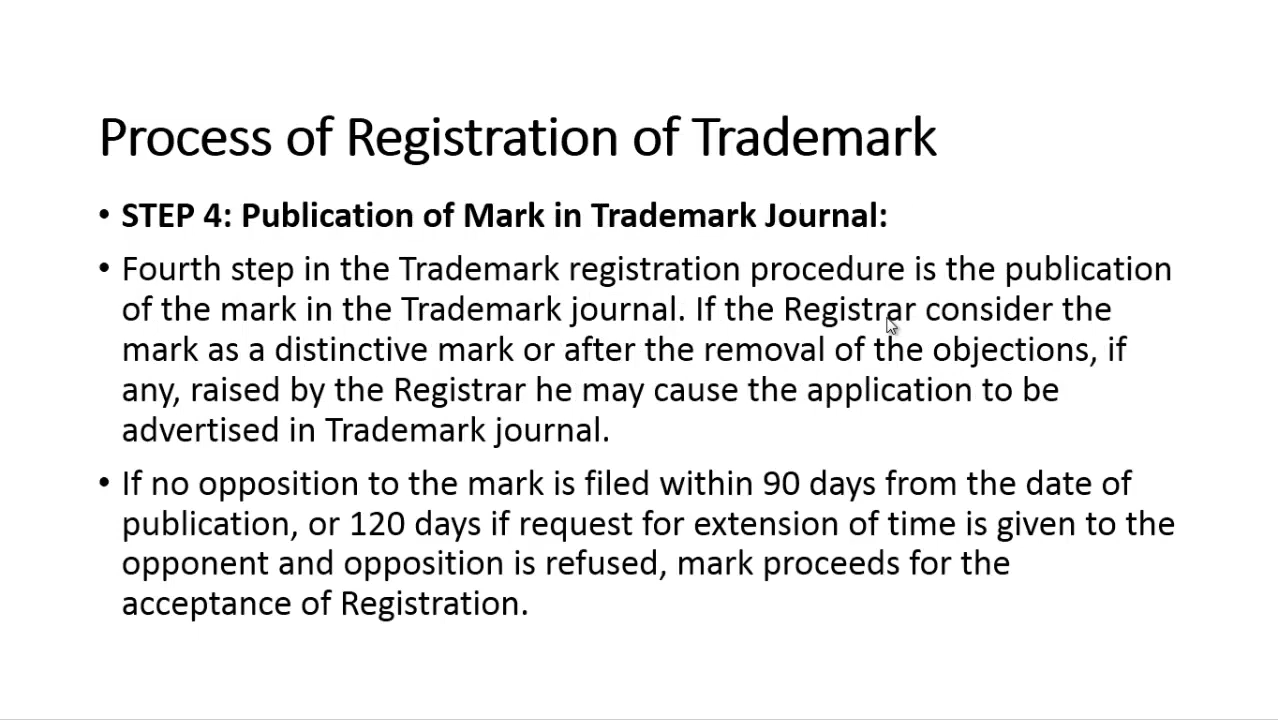 Process of Registration of Trademark
• STEP 4: Publication of Mark in Trademark Journal:
• Fourth step in the Trademark registration procedure is the publication
of the mark in the Trademark journal. If the Registrar consider the
mark as a distinctive mark or after the removal of the objections, if
any, raised by the Registrar he may cause the application to be
advertised in Trademark journal.
• If no opposition to the mark is filed within 90 days from the date of
publication, or 120 days if request for extension of time is given to the
opponent and opposition is refused, mark proceeds for the
acceptance of Registration.